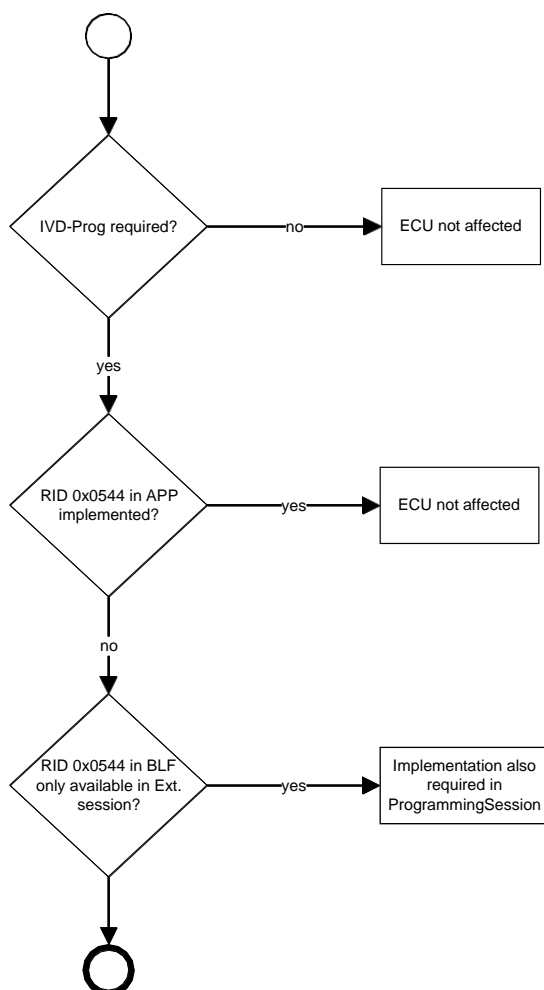 IVD-Prog required?
no
ECU not affected
yes
RID 0x0544 in APP
implemented?
yes
ECU not affected
no
RID 0x0544 in BLF
only available in Ext.
session?
yes
Implementation also
required in
ProgrammingSession